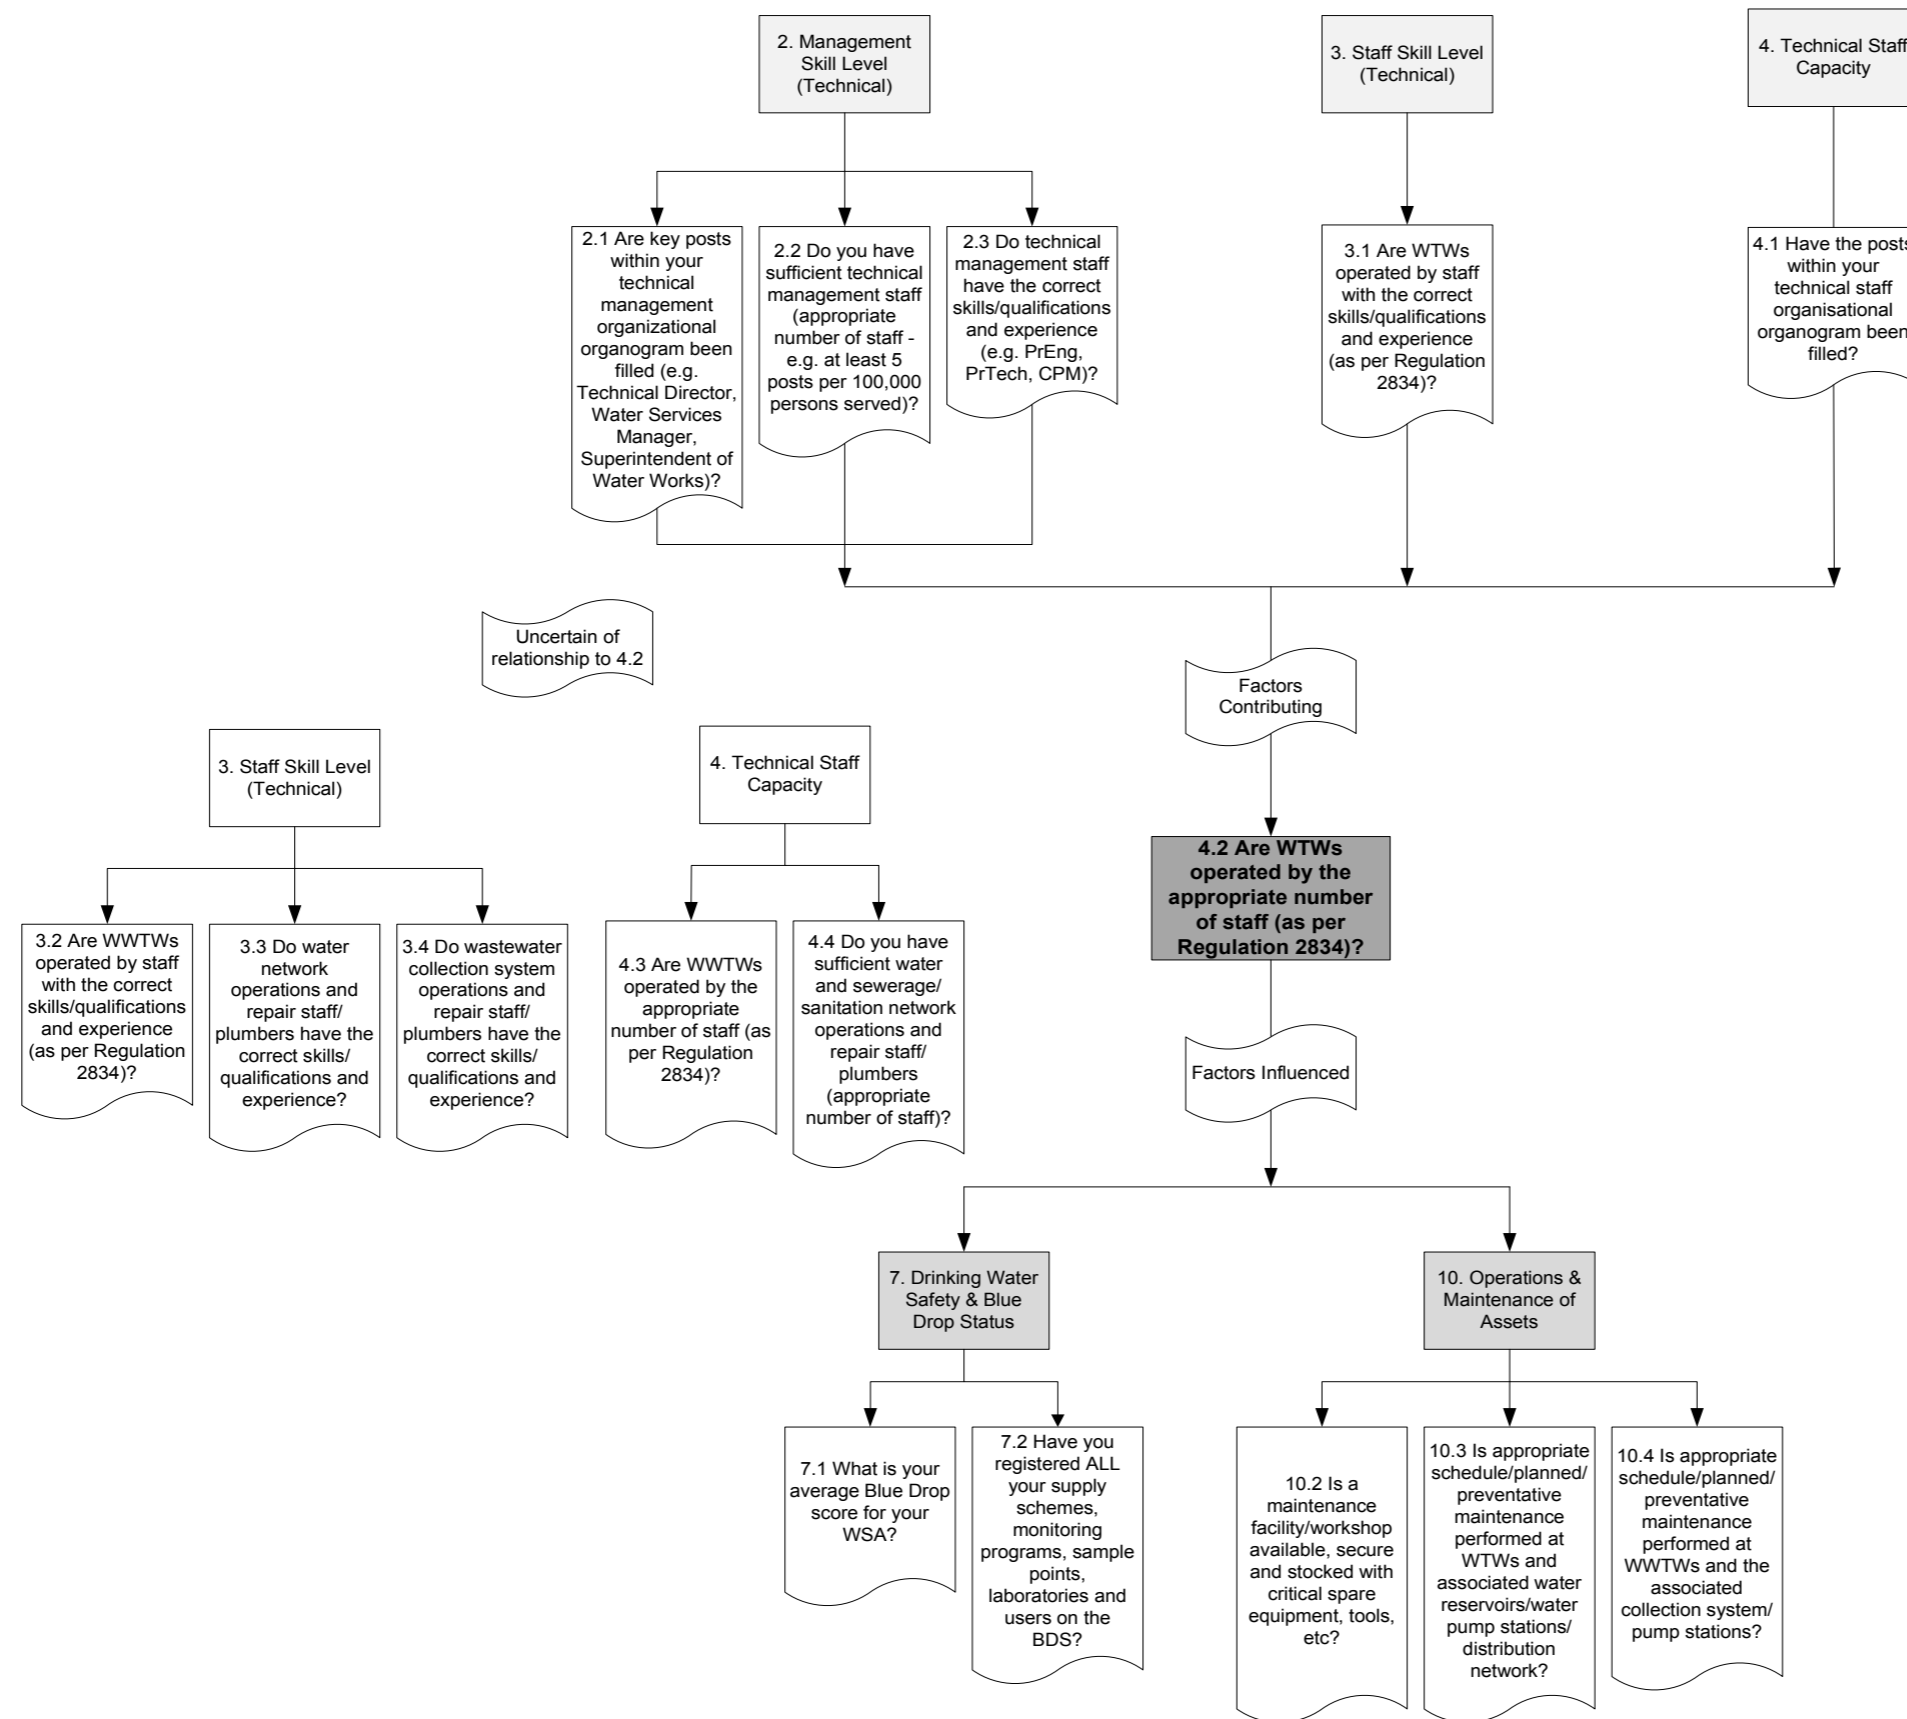 2. Management
Skill Level
(Technical)
3. Staff Skill Level
(Technical)
4. Technical Staff
Capacity
2.1 Are key posts
within your
technical
management
organizational
organogram been
filled (e.g.
Technical Director,
Water Services
Manager,
Superintendent of
Water Works)?
2.2 Do you have
sufficient technical
management staff
(appropriate
number of staff -
e.g. at least 5
posts per 100,000
persons served)?
2.3 Do technical
management staff
have the correct
skills/qualifications
and experience
(e.g. PrEng,
PrTech, CPM)?
3.1 Are WTWs
operated by staff
with the correct
skills/qualifications
and experience
(as per Regulation
2834)?
4.1 Have the posts
within your
technical staff
organisational
organogram been
filled?
Uncertain of
relationship to 4.2
Factors
Contributing
3. Staff Skill Level
(Technical)
4. Technical Staff
Capacity
4.2 Are WTWs
operated by the
appropriate number
of staff (as per
Regulation 2834)?
3.2 Are WWTWs
operated by staff
with the correct
skills/qualifications
and experience
(as per Regulation
2834)?
3.3 Do water
network
operations and
repair staff/
plumbers have the
correct skills/
qualifications and
experience?
3.4 Do wastewater
collection system
operations and
repair staff/
plumbers have the
correct skills/
qualifications and
experience?
4.3 Are WWTWs
operated by the
appropriate
number of staff (as
per Regulation
2834)?
4.4 Do you have
sufficient water
and sewerage/
sanitation network
operations and
repair staff/
plumbers
(appropriate
number of staff)?
Factors Influenced
7. Drinking Water
Safety & Blue
Drop Status
10. Operations &
Maintenance of
Assets
7.1 What is your
average Blue Drop
score for your
WSA?
7.2 Have you
registered ALL
your supply
schemes,
monitoring
programs, sample
points,
laboratories and
users on the
BDS?
10.2 Is a
maintenance
facility/workshop
available, secure
and stocked with
critical spare
equipment, tools,
etc?
10.3 Is appropriate
schedule/planned/
preventative
maintenance
performed at
WTWs and
associated water
reservoirs/water
pump stations/
distribution
network?
10.4 Is appropriate
schedule/planned/
preventative
maintenance
performed at
WWTWs and the
associated
collection system/
pump stations?